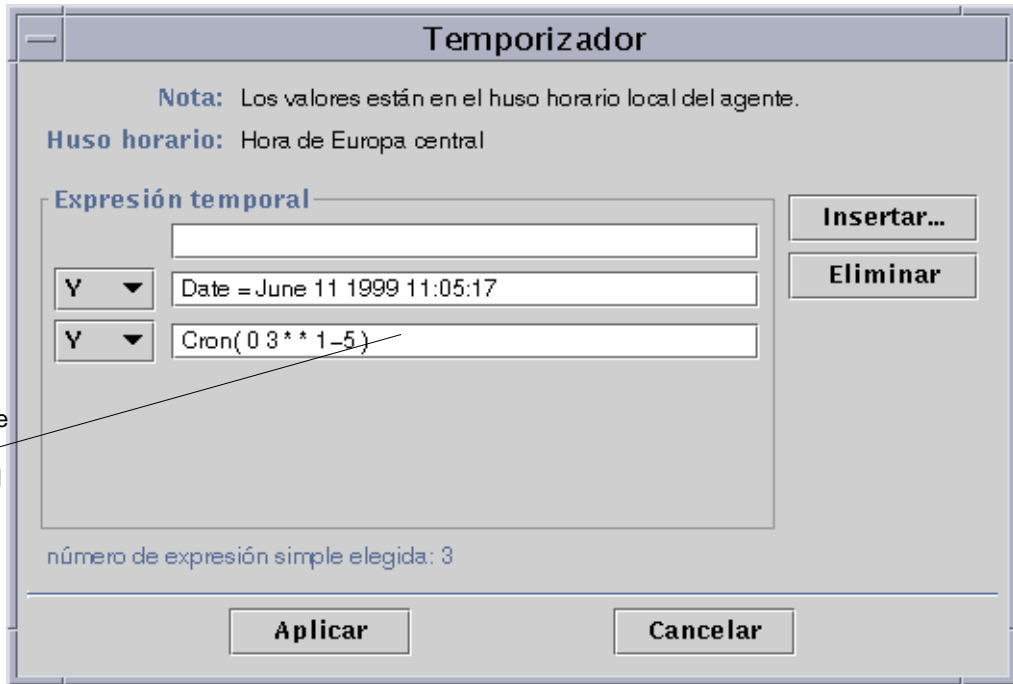 Temporizador
Nota: Los valores están en el huso horario local del agente.
Huso horario: Hora de Europa central
Expresión temporal
Insertar...
Y Date = June 11 1999 11:05:17
Eliminar
Y Cron( 0 3 * * 1–5 )
e
número de expresión simple elegida: 3
Aplicar Cancelar